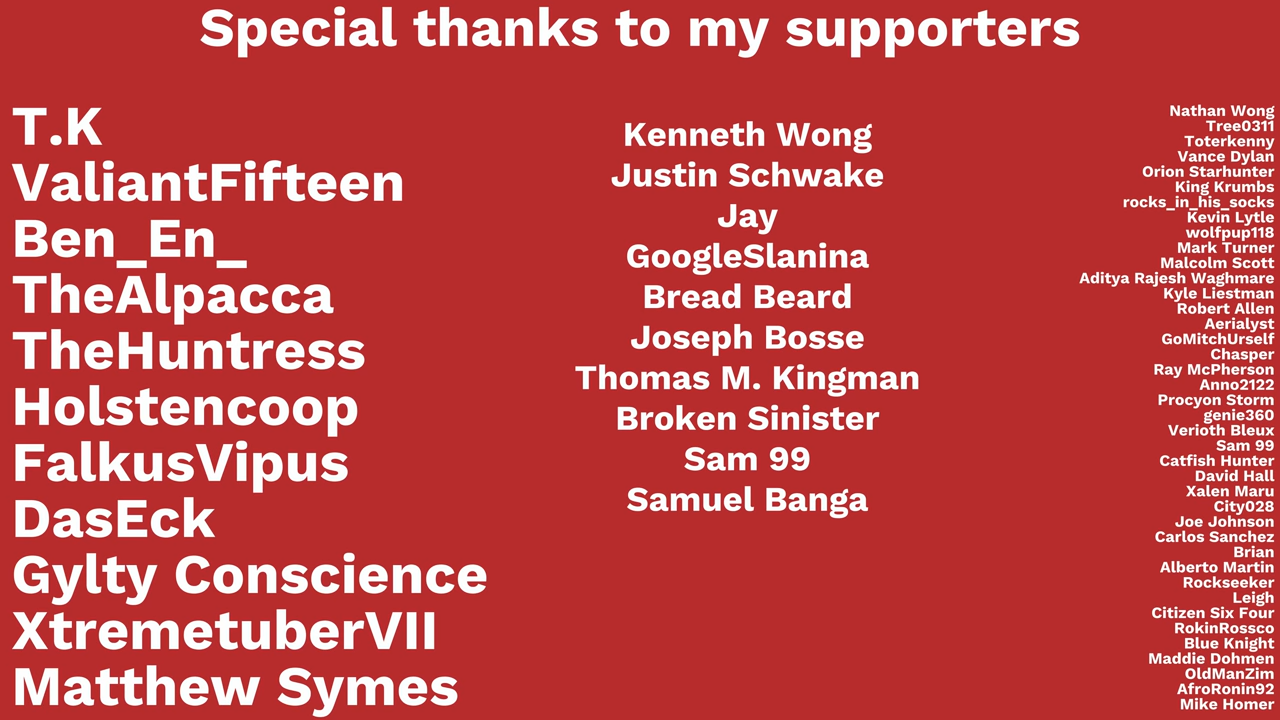 Special thanks to my supporters
T.K
ValiantFifteen
Ben_En_
TheAlpacca
TheHuntress
Holstencoop
FalkusVipus
DasEck
Gylty Conscience
XtremetuberVII
Matthew Symes
Kenneth Wong
Justin Schwake
Jay
GoogleSlanina
Bread Beard
Joseph Bosse
Thomas M. Kingman
Broken Sinister
Sam 99
Samuel Banga
Nathan Wong
Tree0311
Toterkenny
Vance Dylan
Orion Starhunter
King Krumbs
rocks_in_his_socks
Kevin Lytle
wolfpup118
Mark Turner
Malcolm Scott
Aditya Rajesh Waghmare
Kyle Liestman
Robert Allen
Aerialyst
GoMitchUrself
Chasper
Ray McPherson
Anno2122
Procyon Storm
genie360
Verioth Bleux
Sam 99
Catfish Hunter
David Hall
Xalen Maru
City028
Joe Johnson
Carlos Sanchez
Brian
Alberto Martin
Rockseeker
Leigh
Citizen Six Four
RokinRossco
Blue Knight
Maddie Dohmen
OldManZim
AfroRonin92
Mike Homer